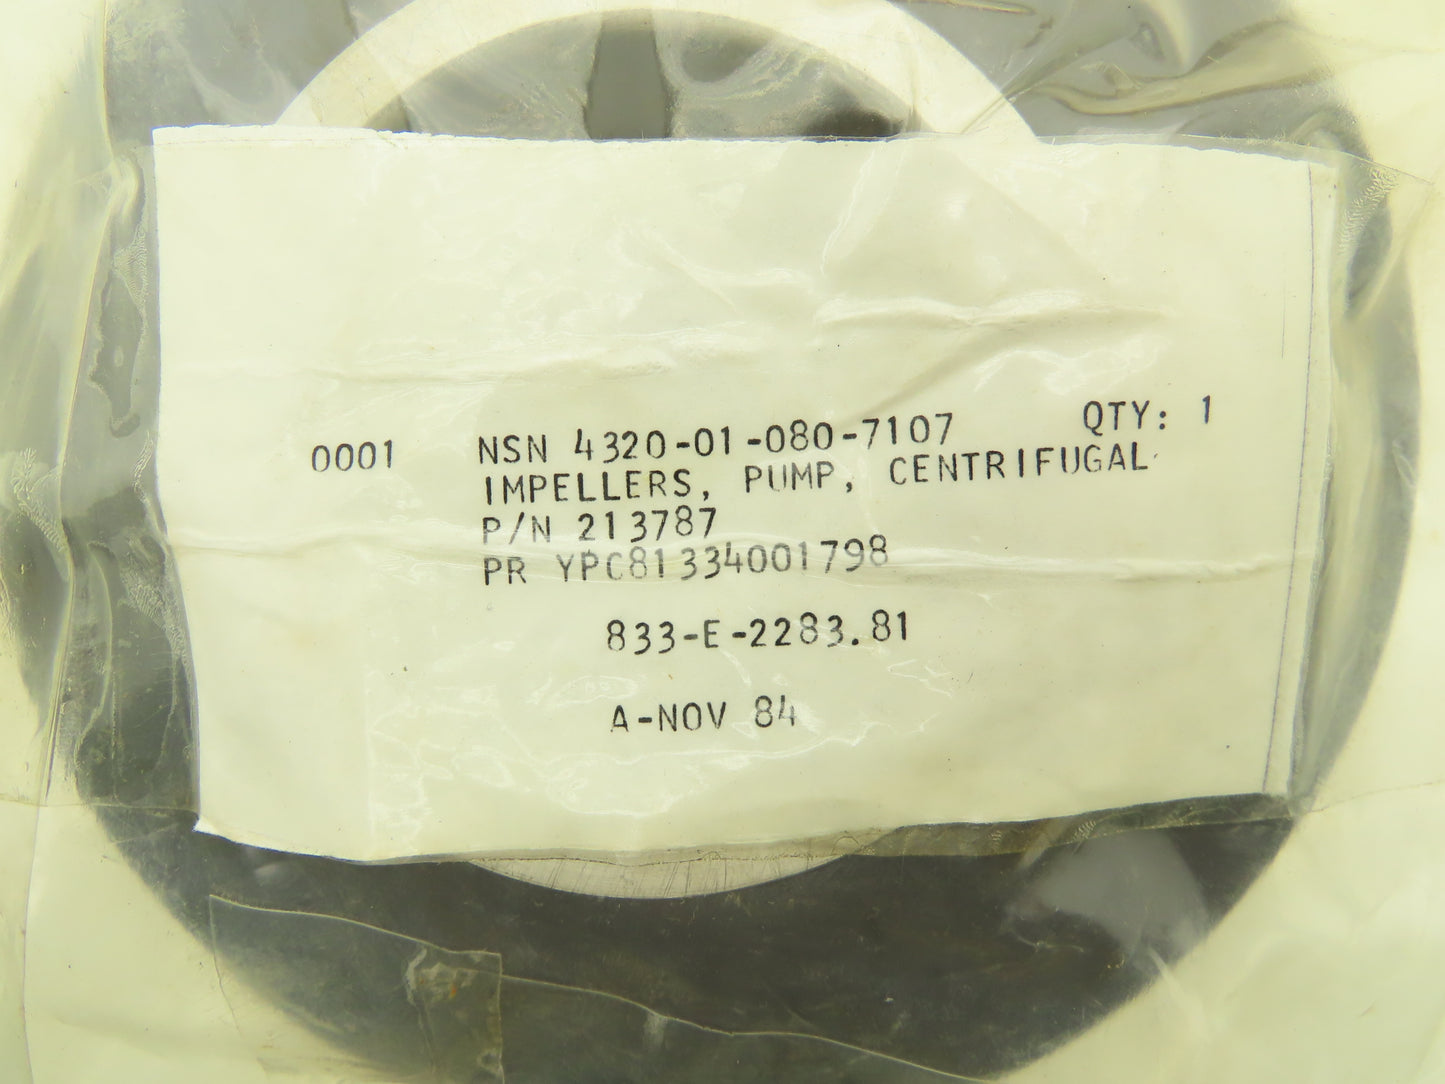 0001 NSN 4320-01-080-7107 QTY: 1
IMPELLERS, PUMP, CENTRIFUGAL
P/N 213787
PR YPC81334001798
833-E-2283.81
A-NOV 84